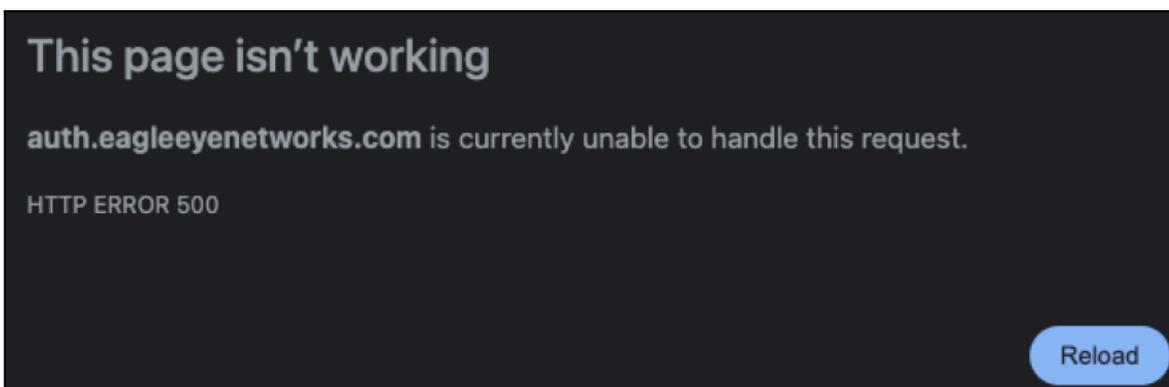 This page isn’t working
auth.eagleeyenetworks.com is currently unable to handle this request.
HTTP ERROR 500
Reload